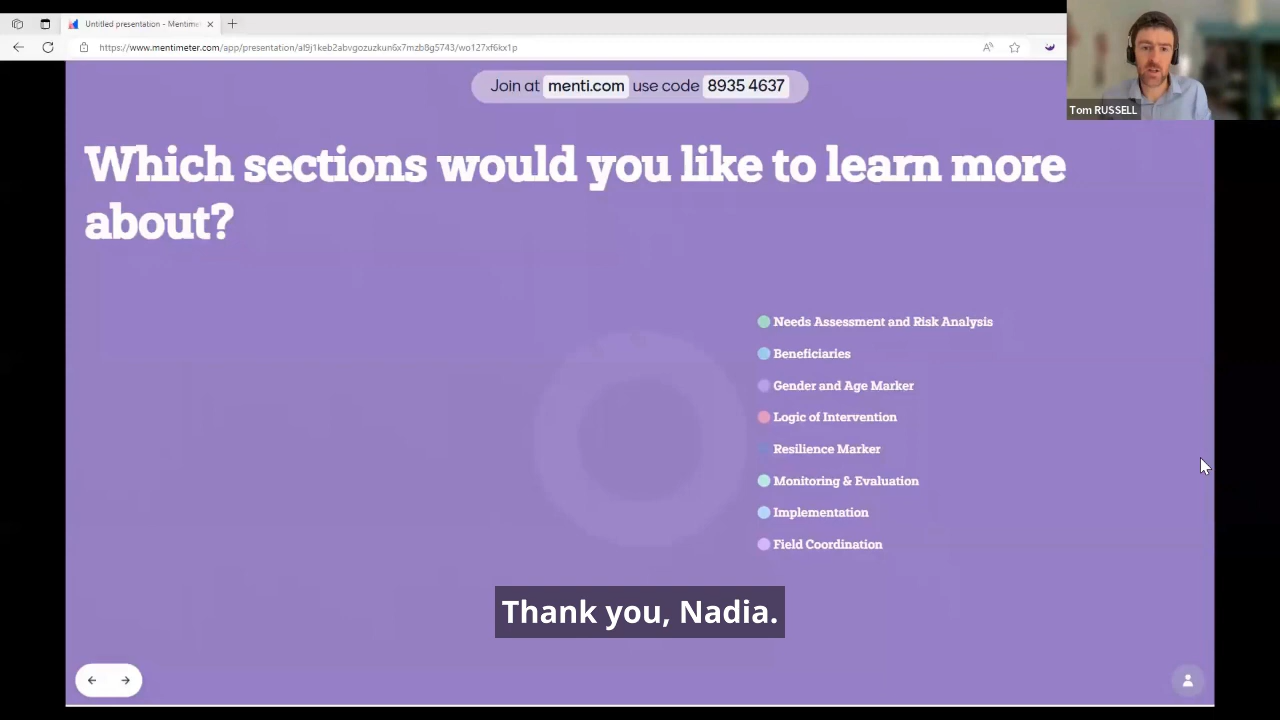 Untitled presentation - Mentime
https://www.mentimeter.com/app/presentation/al9j1keb2abvgozuzkun6x7mzb8g5743/wo127xf6kx1p
Join at menti.com use code 8935 4637
Tom RUSSELL
Which sections would you like to learn more
about?
Needs Assessment and Risk Analysis
Beneficiaries
Gender and Age Marker
Logic of Intervention
Resilience Marker
Monitoring & Evaluation
Implementation
Field Coordination
Thank you, Nadia.